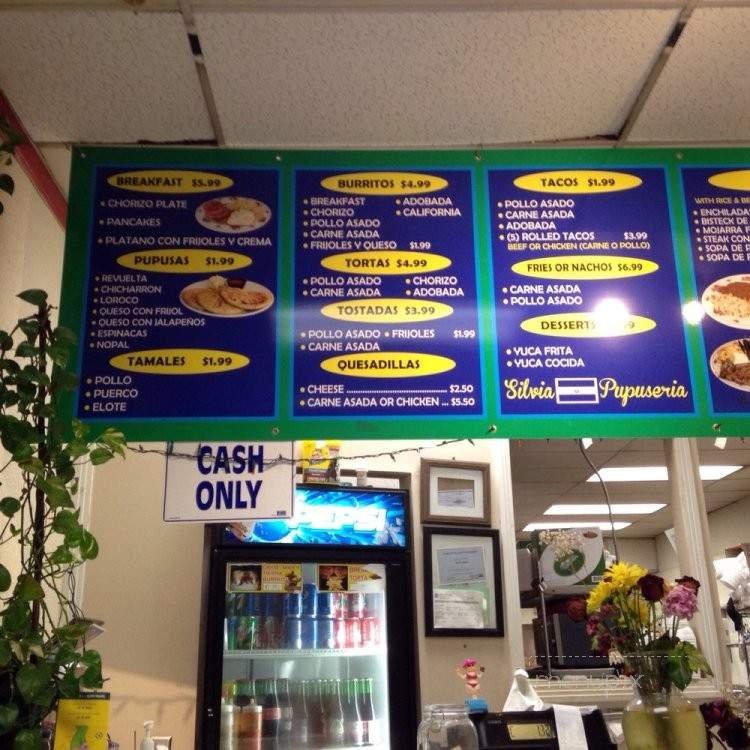 BREAKFAST $5.99
• CHORIZO PLATE
• PANCAKES
• PLATANO CON FRIJOLES Y CREMA
PUPUSAS $1.99
• REVUELTA
• CHICHARRON
• LOROCO
• QUESO CON FRIJOL
• QUESO CON JALAPEÑOS
• ESPINACAS
• NOPAL
TAMALES $1.99
• POLLO
• PUERCO
• ELOTE
BURRITOS $4.99
• BREAKFAST • ADOBADA
• CHORIZO • CALIFORNIA
• POLLO ASADO
• CARNE ASADA
• FRIJOLES Y QUESO $1.99
TORTAS $4.99
• POLLO ASADO • CHORIZO
• CARNE ASADA • ADOBADA
TOSTADAS $3.99
• POLLO ASADO • FRIJOLES $1.99
• CARNE ASADA
QUESADILLAS
• CHEESE $2.50
• CARNE ASADA OR CHICKEN ... $5.50
TACOS $1.99
• POLLO ASADO
• CARNE ASADA
• ADOBADA
• (5) ROLLED TACOS $3.99
BEEF OR CHICKEN (CARNE O POLLO)
FRIES OR NACHOS $6.99
• CARNE ASADA
• POLLO ASADO
DESSERTS
• YUCA FRITA
• YUCA COCIDA
Silvia Pupuseria
WITH RICE &
• ENCHILAD
• BISTECK DE
• MOJARRA F
• STEAK CON
• SOPA DE
• SOPA DE
CASH
ONLY
PEPSI